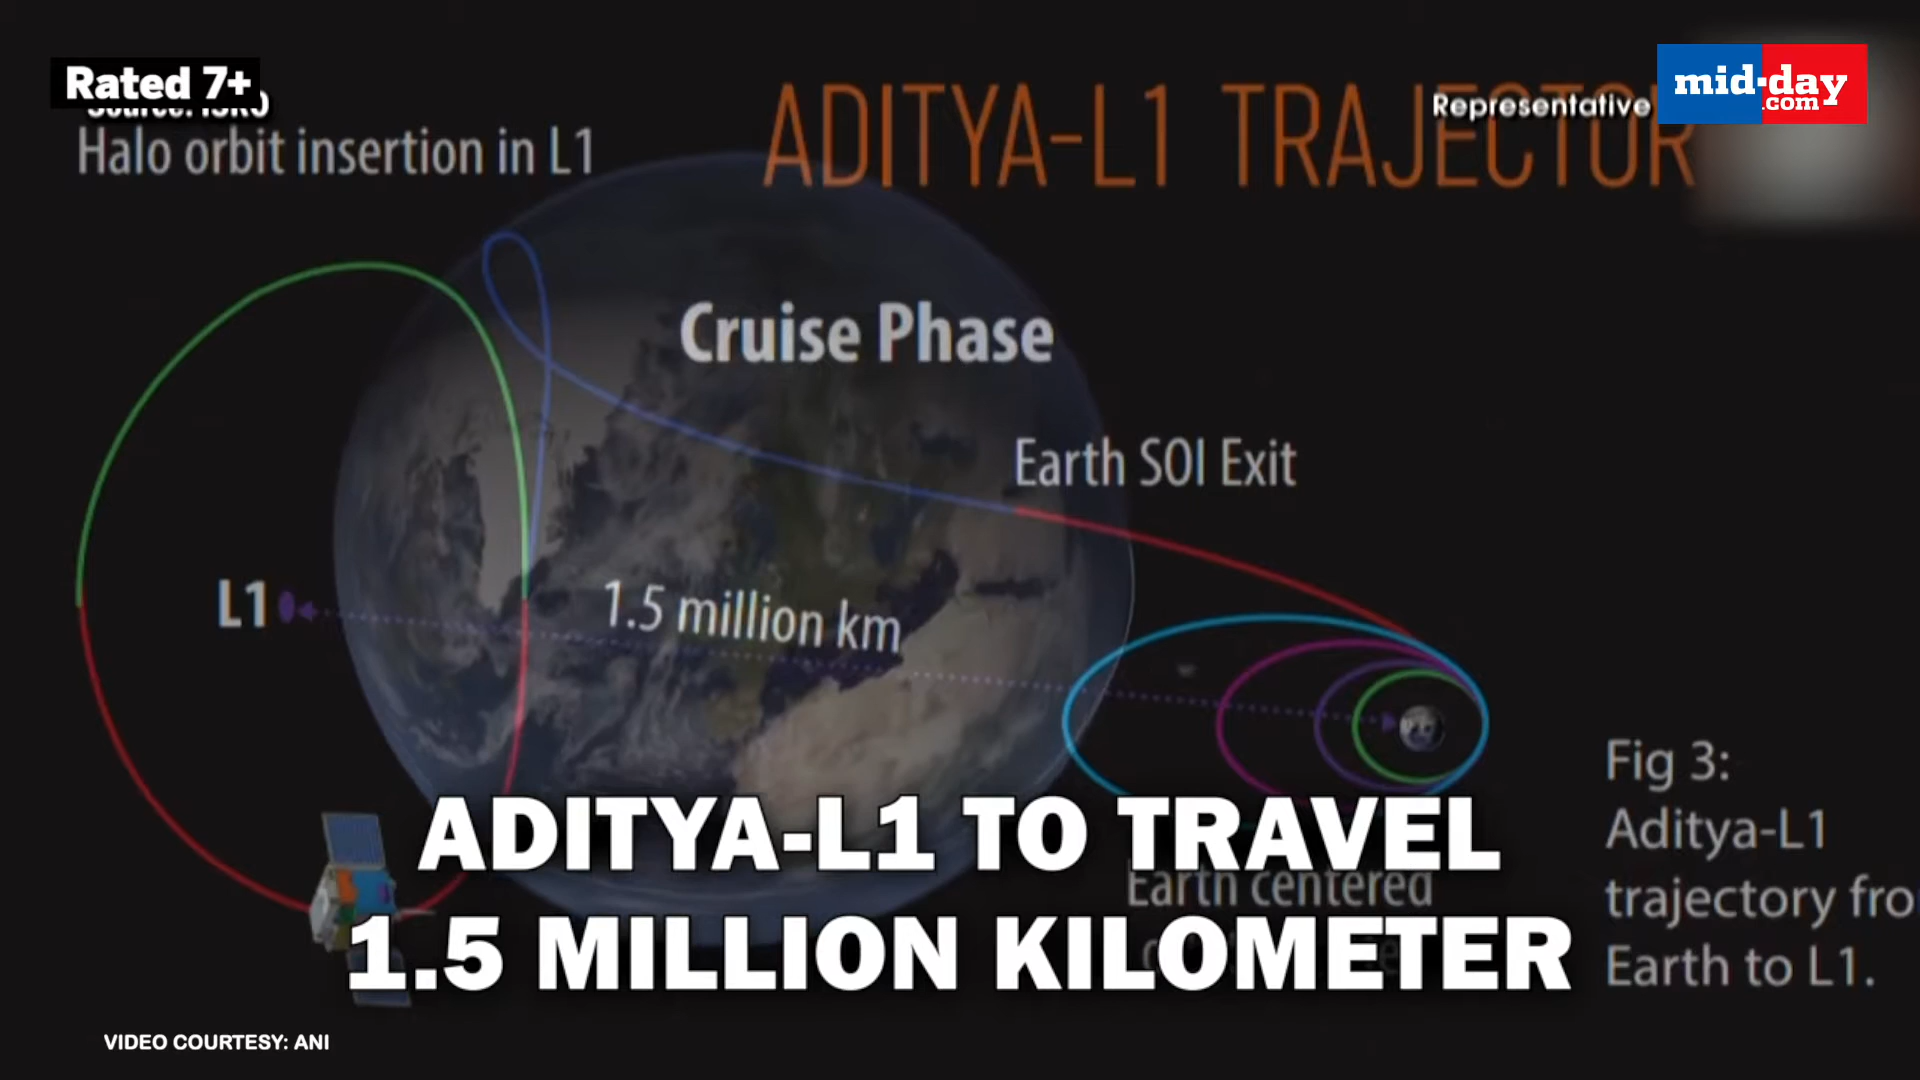 Rated 7+
Source: ISRO
mid-day
.com
Representative
ADITYA-L1 TRAJECTOR
Halo orbit insertion in L1
Cruise Phase
Earth SOI Exit
L1
1.5 million km
Fig 3:
Aditya-L1
trajectory fro
Earth to L1.
ADITYA-L1 TO TRAVEL
Earth centered
1.5 MILLION KILOMETER
VIDEO COURTESY: ANI